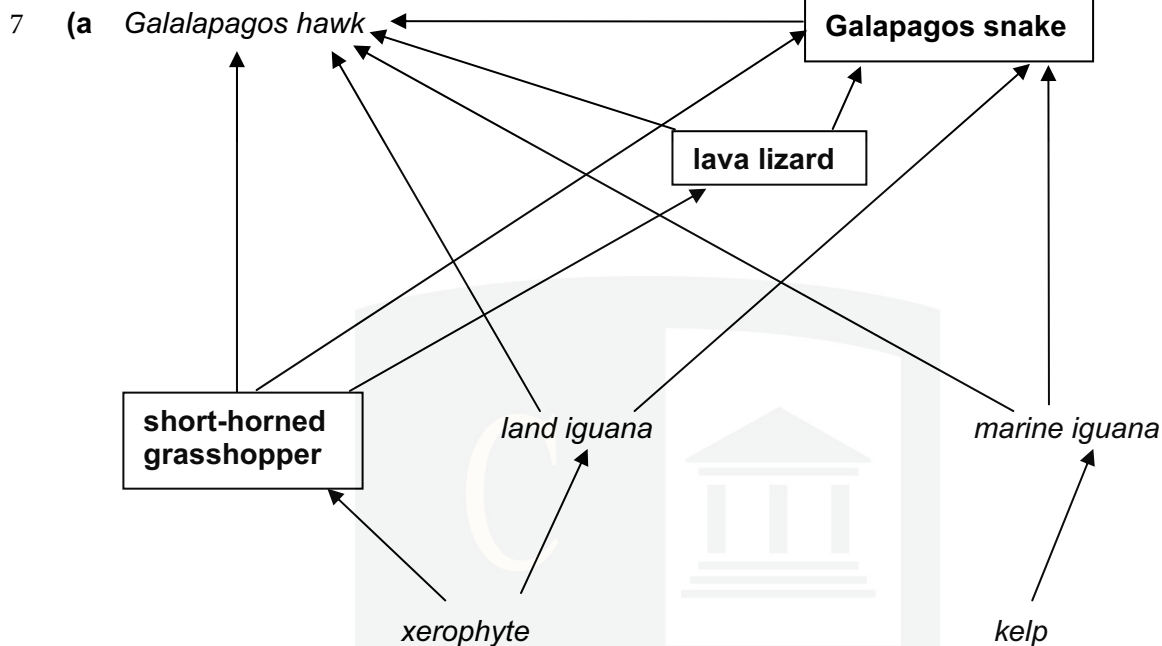 7 (a Galalapagos hawk
Galapagos snake
lava lizard
short-horned
grasshopper
land iguana
marine iguana
C
xerophyte
kelp